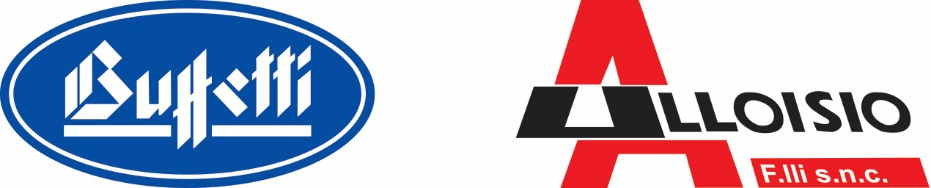 Buffetti
ALLOISIO
F.lli s.n.c.